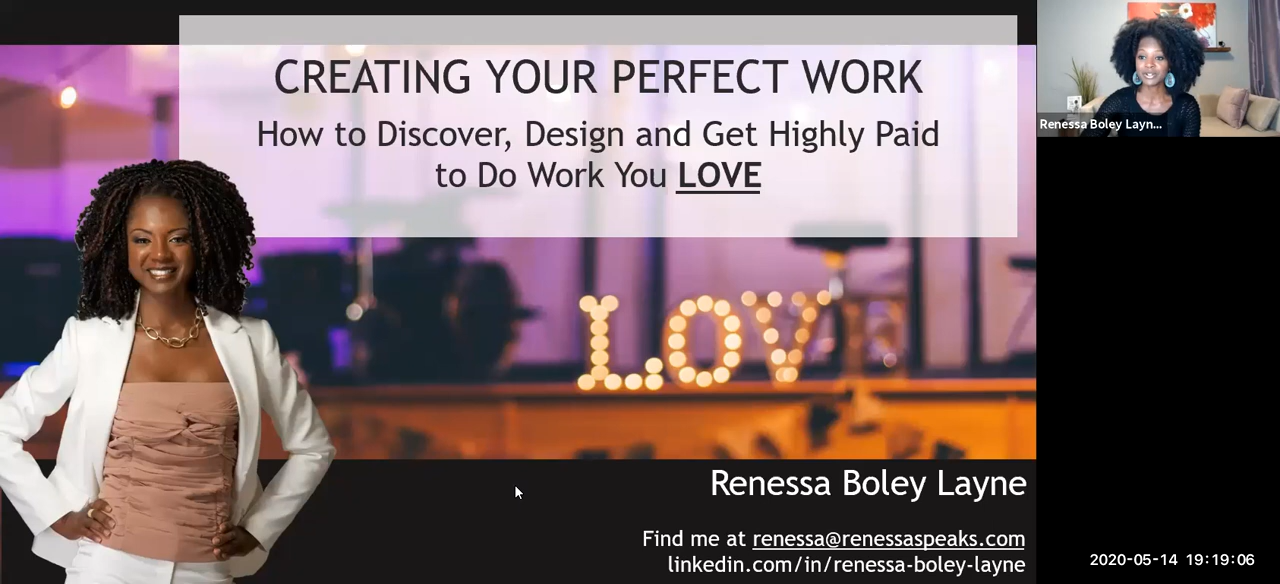 CREATING YOUR PERFECT WORK
How to Discover, Design and Get Highly Paid
to Do Work You LOVE
LOV
Renessa Boley Layne
Find me at renessa@renessaspeaks.com
linkedin.com/in/renessa-boley-layne
Renessa Boley Layn...
2020-05-14 19:19:06